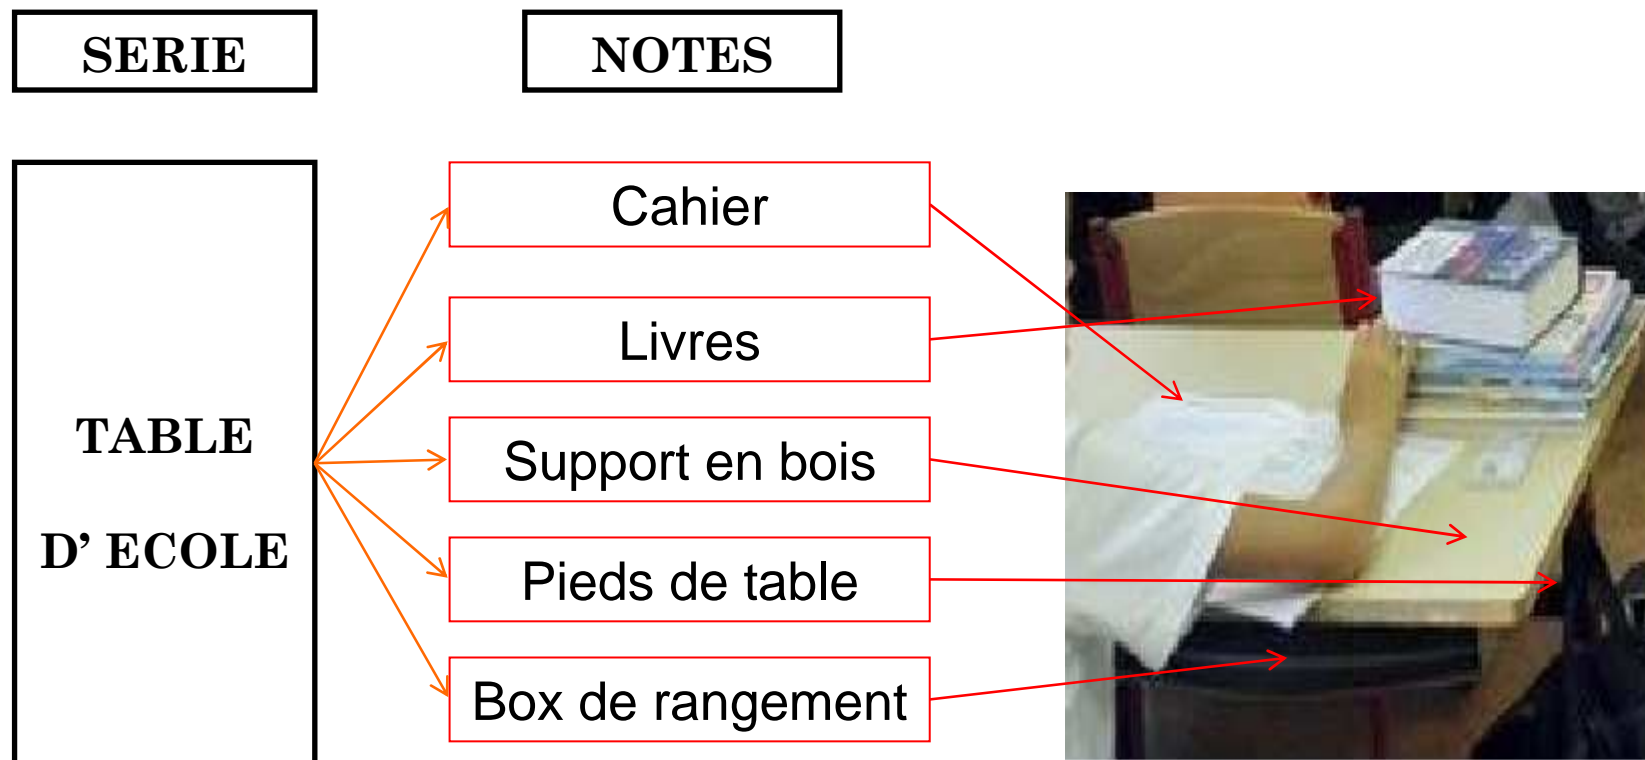 SERIE
NOTES
TABLE
D' ECOLE
Cahier
Livres
Support en bois
Pieds de table
Box de rangement